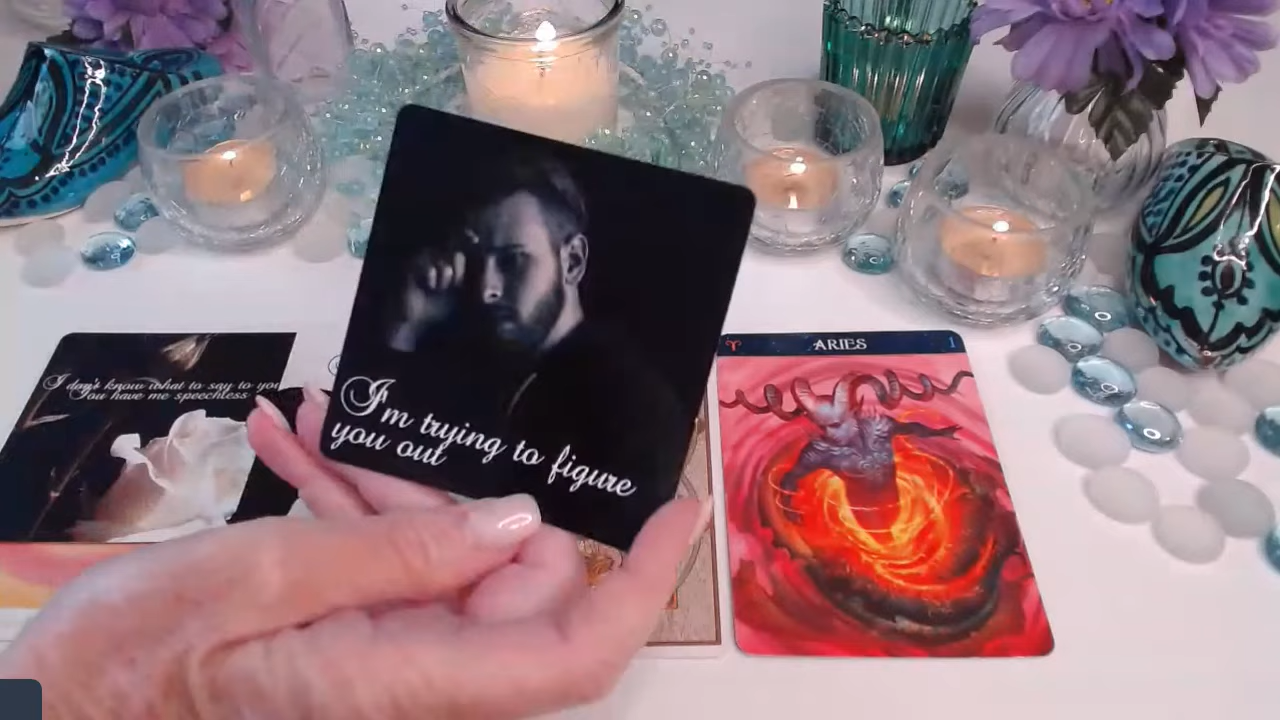 I don't know what to say to you
You have me speechless
I'm trying to figure
you out
♈ ARIES 1